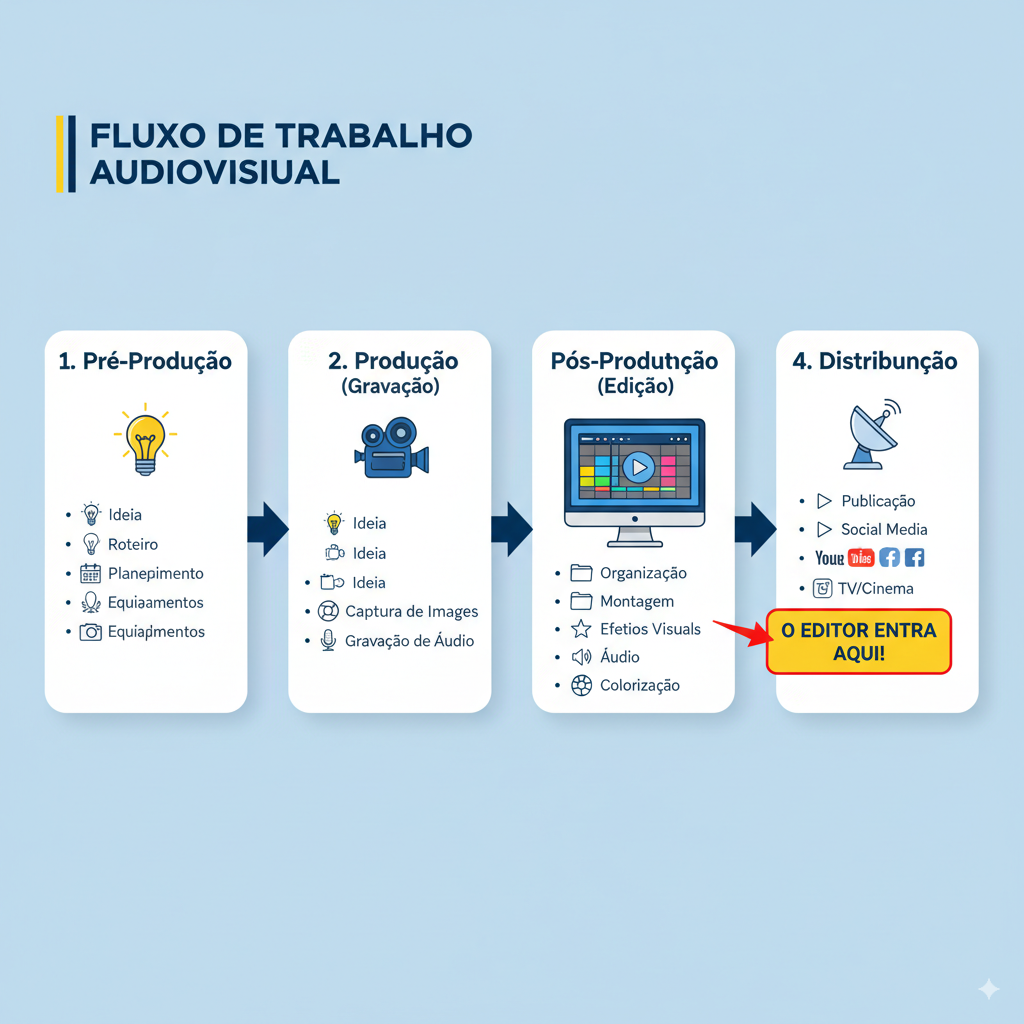 FLUXO DE TRABALHO
AUDIOVISIUAL
1. Pré-Produção
Ideia
Roteiro
Planepimento
Equiaamentos
Equiapmentos
2. Produção
(Gravação)
Ideia
Ideia
Ideia
Captura de Images
Gravação de Áudio
Pós-Produtıção
(Edição)
Organização
Montagem
Efetios Visuals
Áudio
Colorização
4. Distribunção
Publicação
Social Media
Youe
TV/Cinema
O EDITOR ENTRA
AQUI!